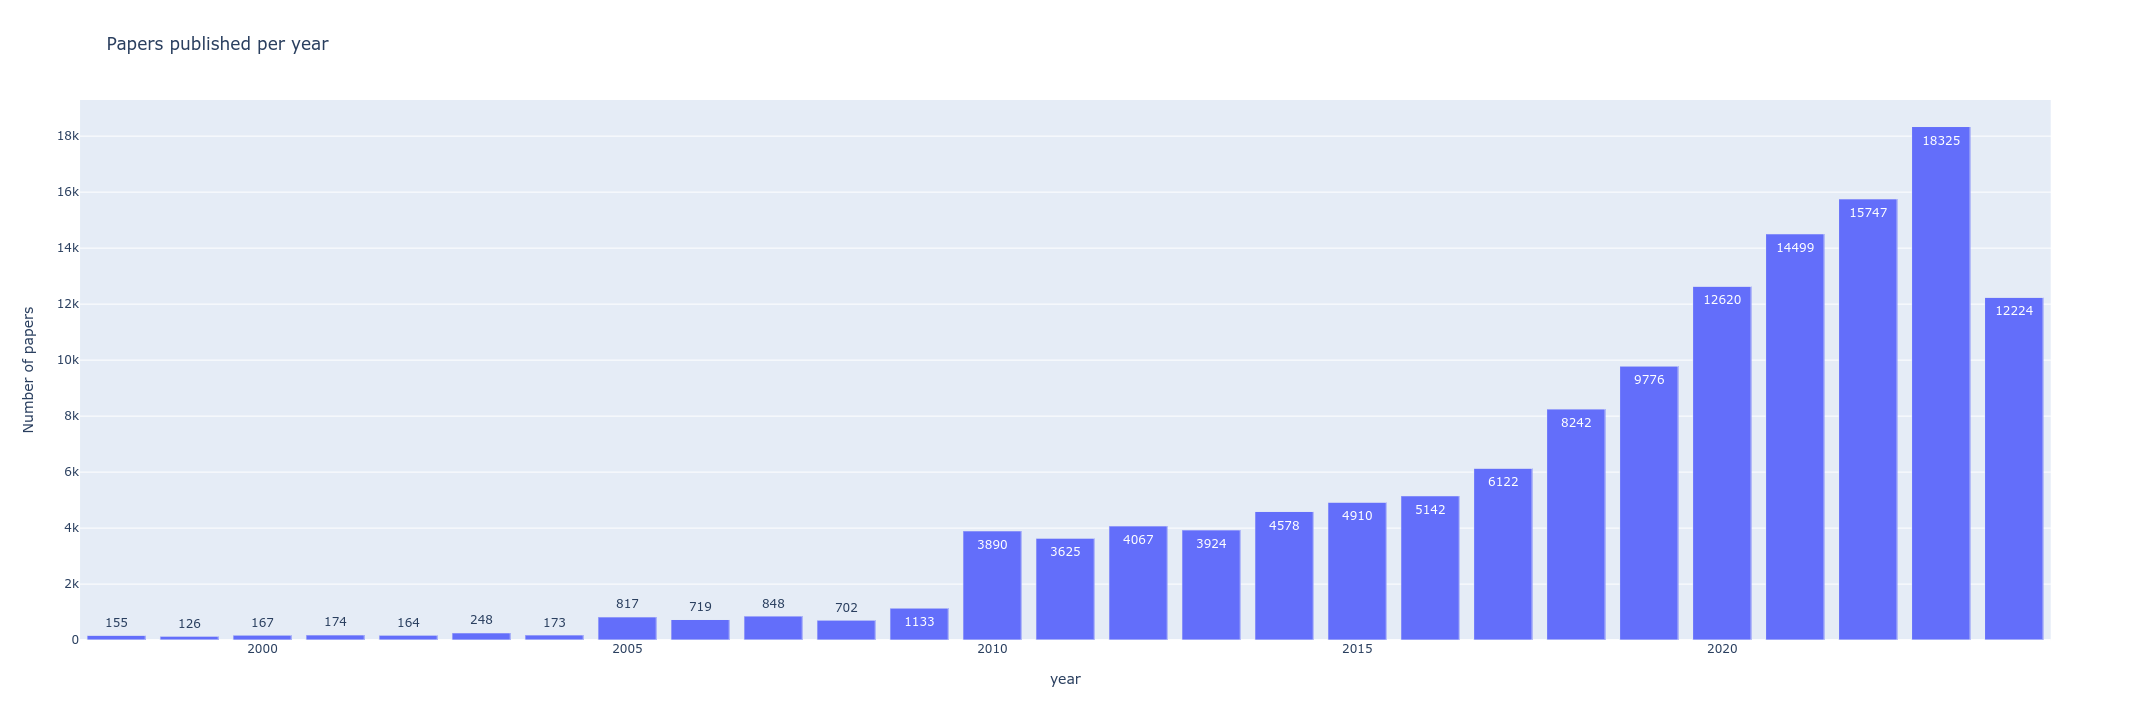 Papers published per year
18k
16k
14k
12k
10k
8k
6k
4k
2k
0
Number of papers
155 126 167 174 164 248 173 817 719 848 702 1133 3890 3625 4067 3924 4578 4910 5142 6122 8242 9776 12620 14499 15747 18325 12224
2000 2005 2010 2015 2020
year